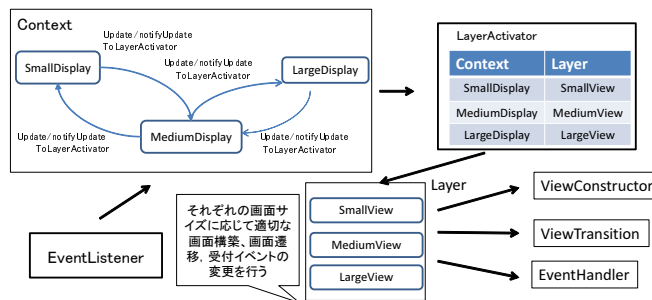 Context
Update/notifyUpdate
ToLayerActivator
SmallDisplay
Update/notifyUpdate
ToLayerActivator
LargeDisplay
Update/notifyUpdate
ToLayerActivator
MediumDisplay
Update/notifyUpdate
ToLayerActivator
LayerActivator
Context Layer
SmallDisplay SmallView
MediumDisplay MediumView
LargeDisplay LargeView
EventListener
それぞれの画面サ
イズに応じて適切な
画面構築、画面遷
移, 受付イベントの
変更を行う
Layer
SmallView
MediumView
LargeView
ViewConstructor
ViewTransition
EventHandler